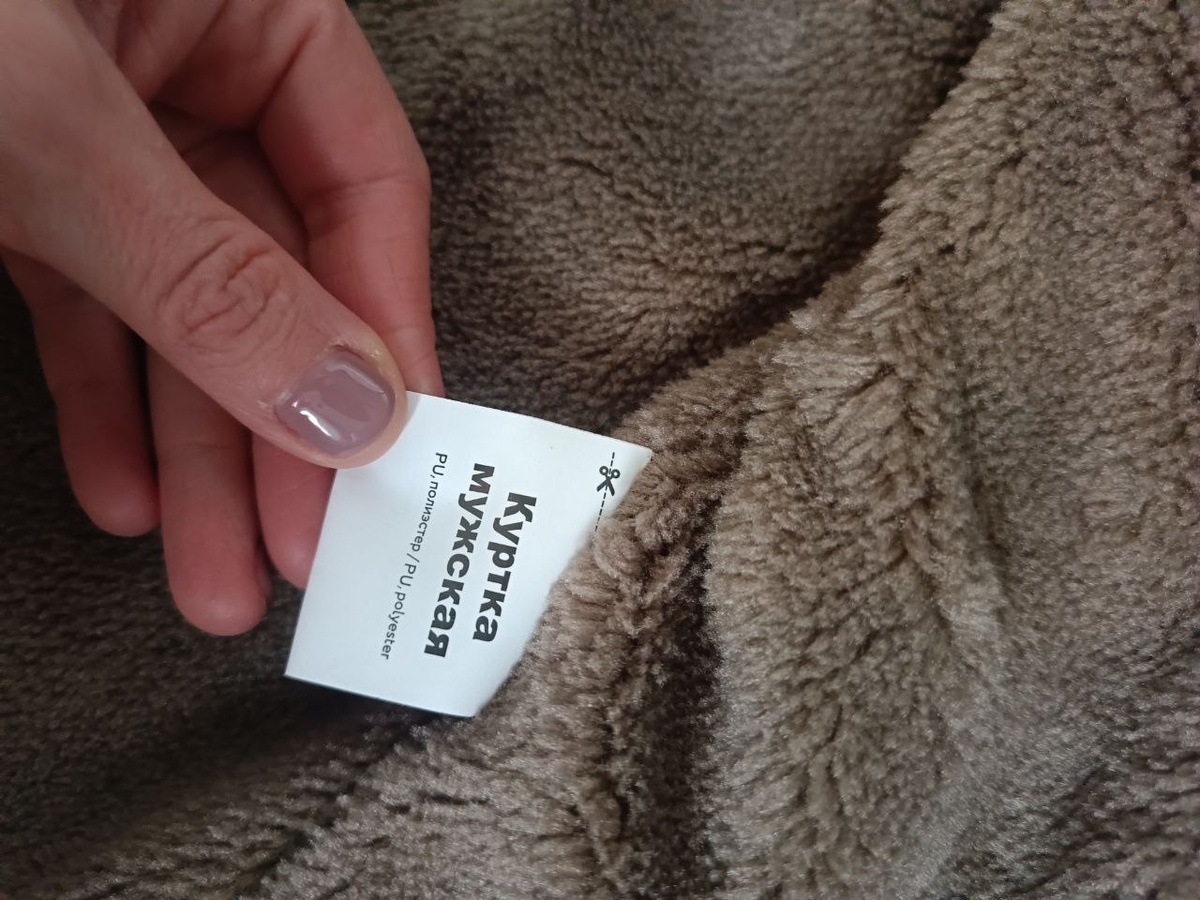 Куртка
мужская
PU,полиэстер / PU,polyester